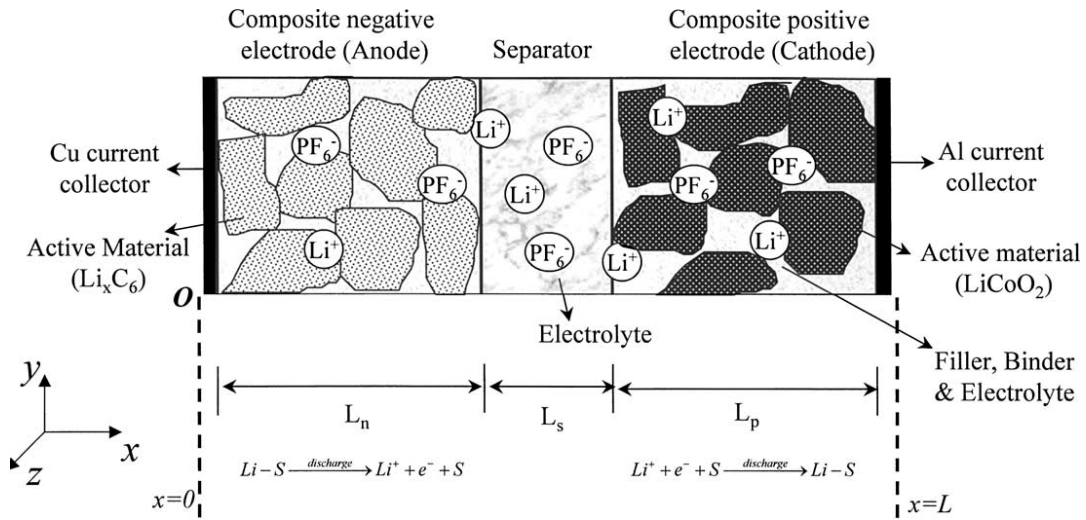 Composite negative
electrode (Anode)
Separator
Composite positive
electrode (Cathode)
Cu current
collector
Active Material
(LiₓC₆)
Li⁺
PF₆⁻
PF₆⁻
Li⁺
Li⁺
PF₆⁻
PF₆⁻
Li⁺
Li⁺
PF₆⁻
PF₆⁻
Li⁺
Al current
collector
Active material
(LiCoO₂)
O
Electrolyte
Filler, Binder
& Electrolyte
Lₙ
Lₛ
Lₚ
y
x
z
Li − S discharge→ Li⁺ + e⁻ + S
Li⁺ + e⁻ + S discharge→ Li − S
x=0
x=L